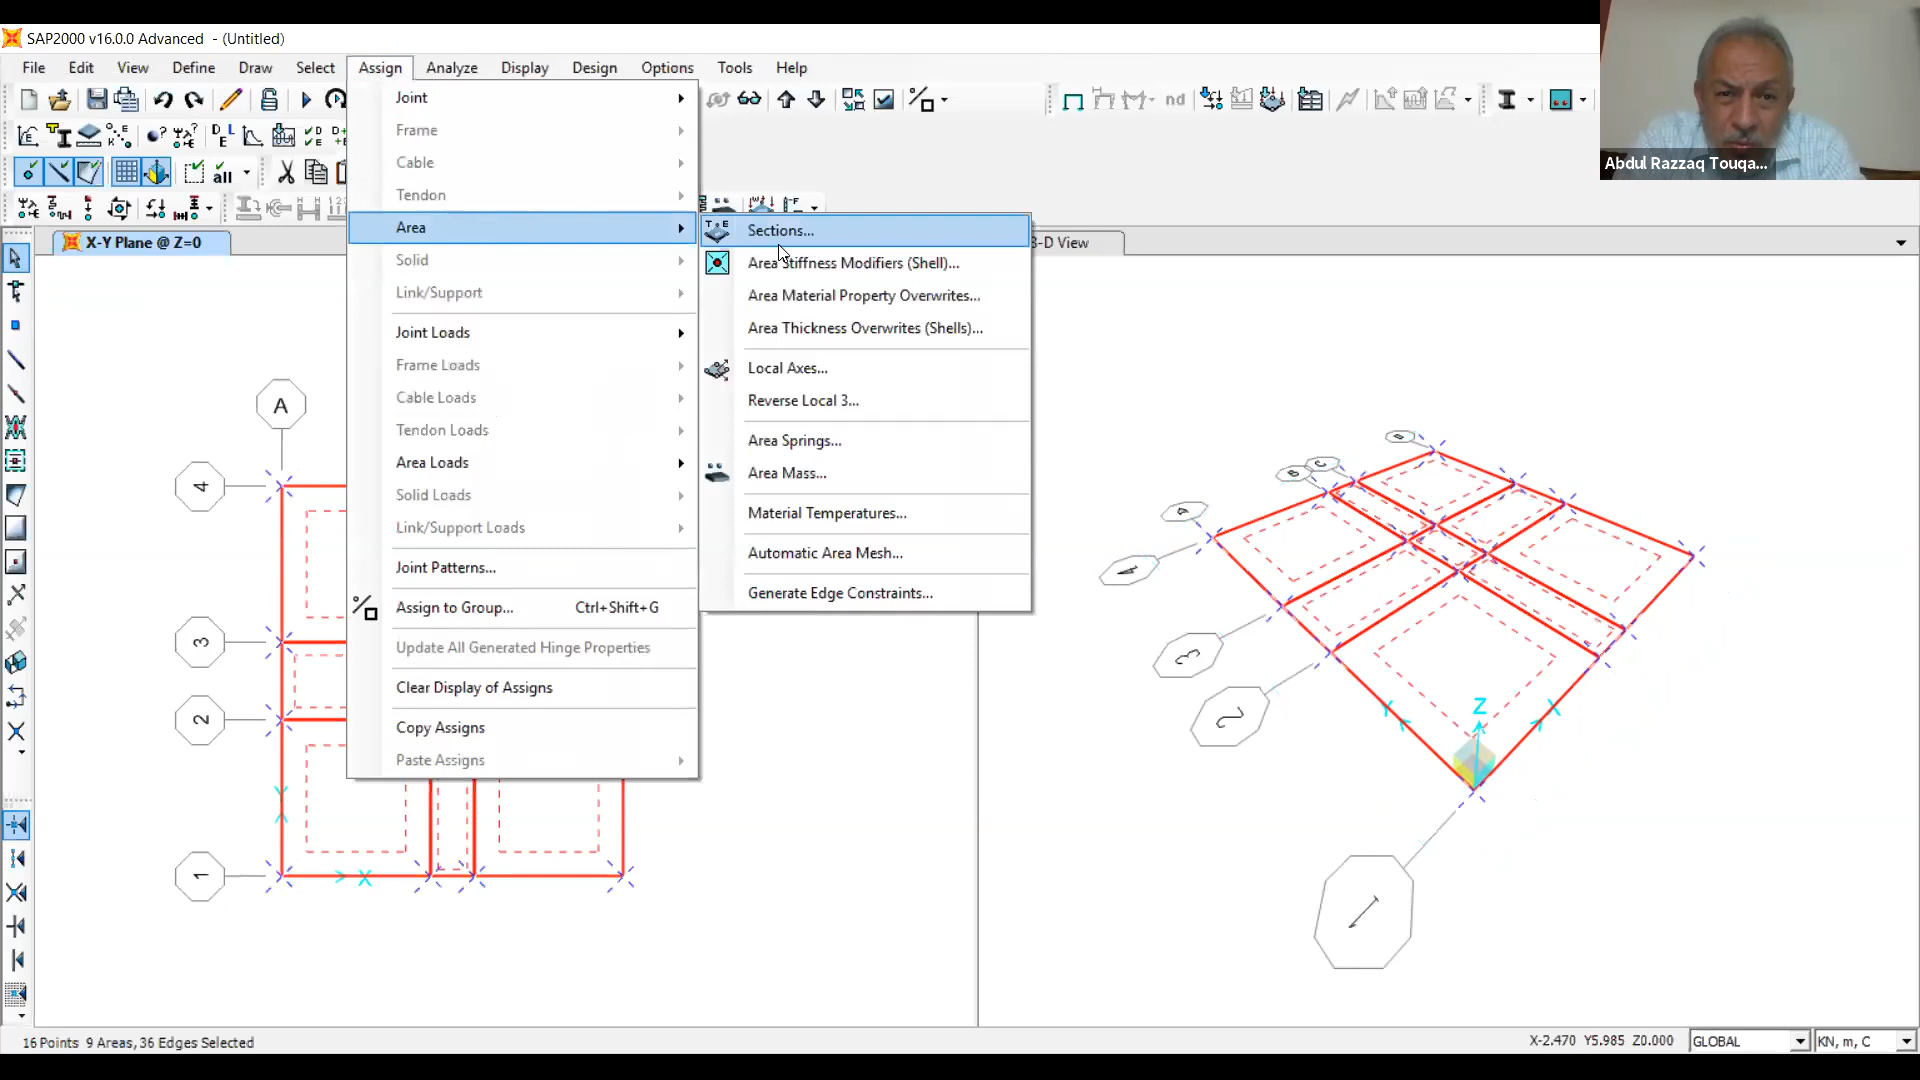 SAP2000 v16.0.0 Advanced - (Untitled)
File Edit View Define Draw Select Assign Analyze Display Design Options Tools Help
nd
all
Joint
Frame
Cable
Tendon
Area
Solid
Link/Support
Joint Loads
Frame Loads
Cable Loads
Tendon Loads
Area Loads
Solid Loads
Link/Support Loads
Joint Patterns...
Assign to Group... Ctrl+Shift+G
Update All Generated Hinge Properties
Clear Display of Assigns
Copy Assigns
Paste Assigns
Sections...
Area Stiffness Modifiers (Shell)...
Area Material Property Overwrites...
Area Thickness Overwrites (Shells)...
Local Axes...
Reverse Local 3...
Area Springs...
Area Mass...
Material Temperatures...
Automatic Area Mesh...
Generate Edge Constraints...
Abdul Razzaq Touqa...
X-Y Plane @ Z=0
3-D View
A
4
3
2
1
Y
X
B
C
4
3
2
1
Y
Z
X
16 Points 9 Areas, 36 Edges Selected
X-2.470 Y5.985 Z0.000
GLOBAL
KN, m, C